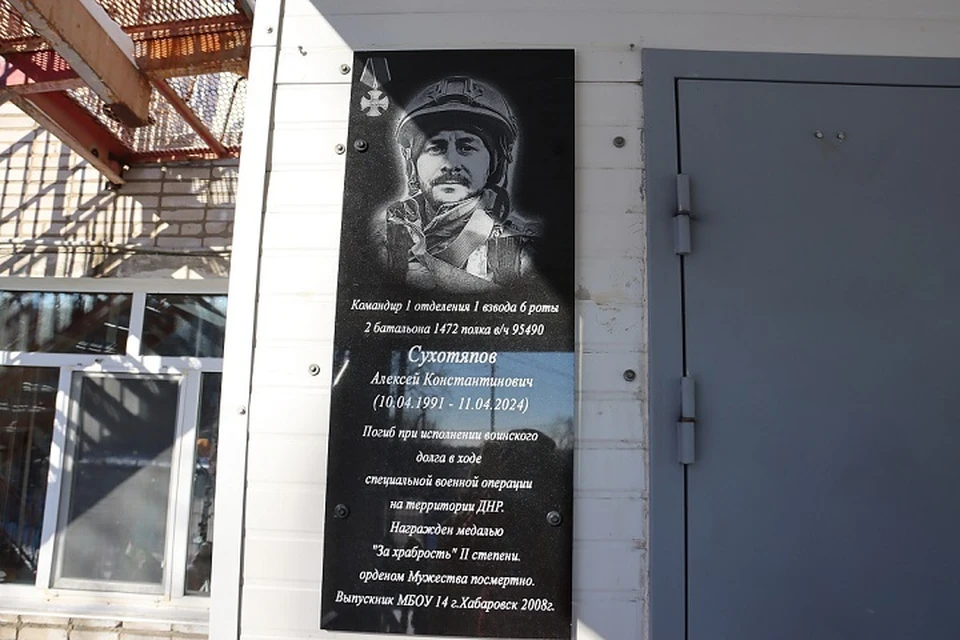 Командир 1 отделения 1 взвода 6 роты
2 батальона 1472 полка в/ч 95490
Сухотяпов
Алексей Константинович
(10.04.1991 - 11.04.2024)
Погиб при исполнении воинского
долга в ходе
специальной военной операции
на территории ДНР.
Награжден медалью
"За храбрость" II степени.
орденом Мужества посмертно.
Выпускник МБОУ 14 г.Хабаровск 2008г.